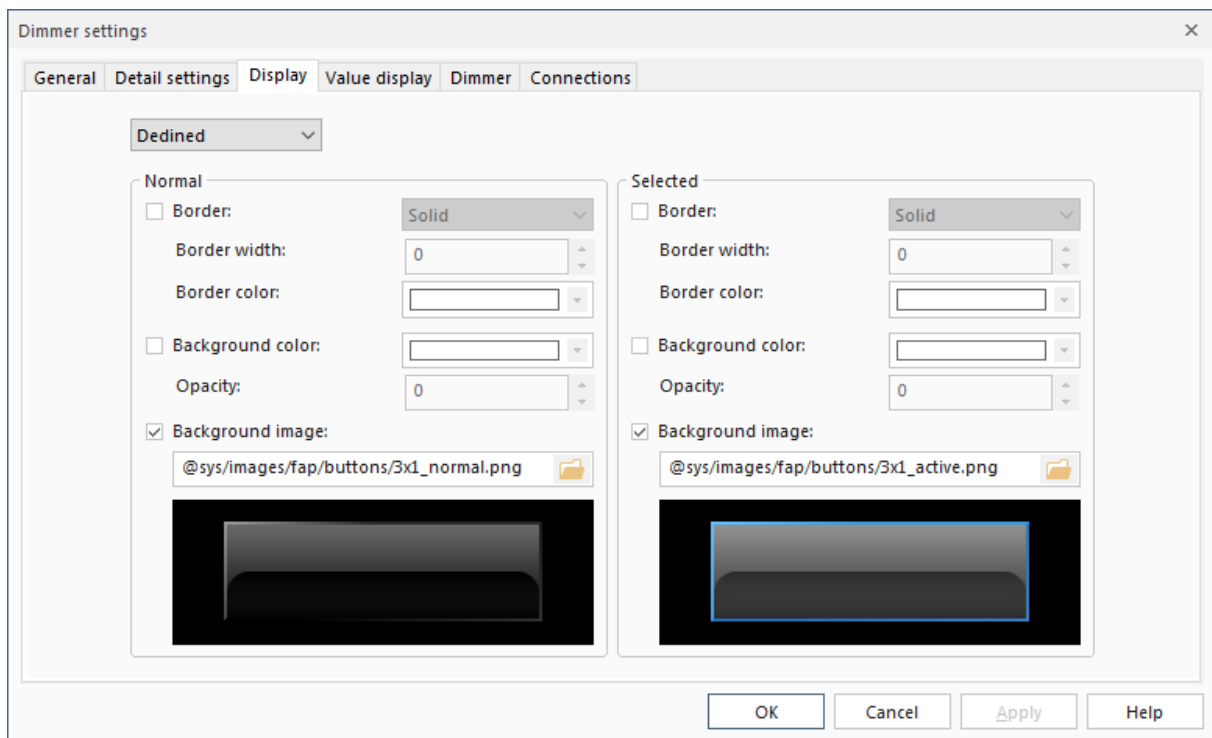 Dimmer settings
General Detail settings Display Value display Dimmer Connections
Dedined
Normal
Border: Solid
Border width: 0
Border color:
Background color:
Opacity: 0
Background image:
@sys/images/fap/buttons/3x1_normal.png
Selected
Border: Solid
Border width: 0
Border color:
Background color:
Opacity: 0
Background image:
@sys/images/fap/buttons/3x1_active.png
OK Cancel Apply Help